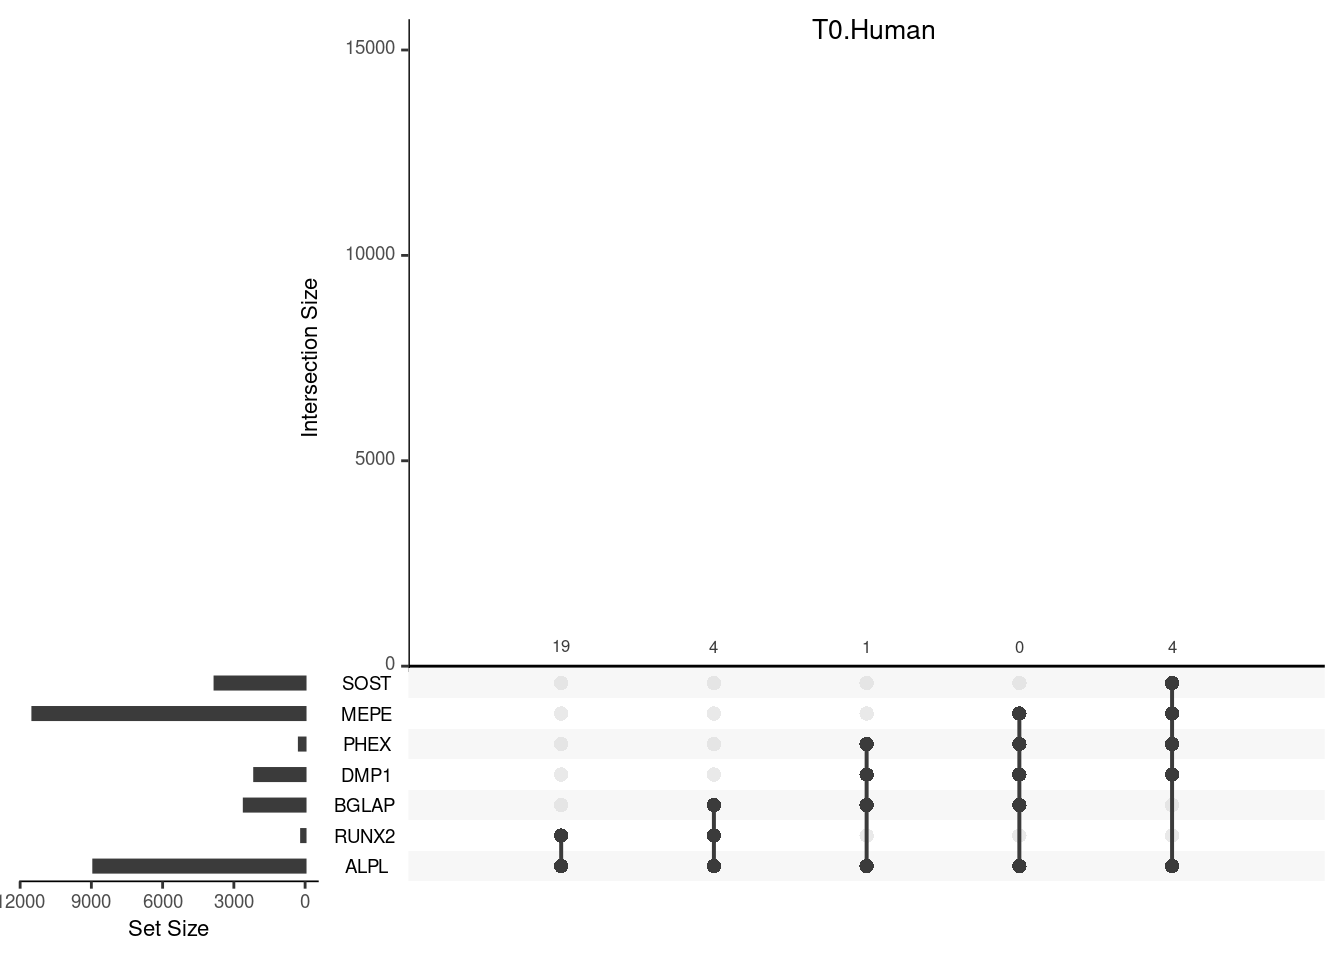 T0.Human
15000
10000
5000
0
Intersection Size
19 4 1 0 4
SOST
MEPE
PHEX
DMP1
BGLAP
RUNX2
ALPL
12000 9000 6000 3000 0
Set Size